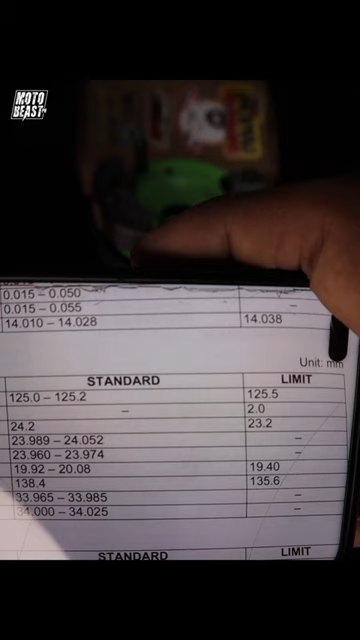 MOTO
BEAST
0.015 – 0.050
0.015 – 0.055 –
14.010 – 14.028 14.038
Unit: mm
STANDARD LIMIT
125.0 – 125.2 125.5
– 2.0
24.2 23.2
23.989 – 24.052 –
23.960 – 23.974 –
19.92 – 20.08 19.40
138.4 135.6
33.965 – 33.985 –
34.000 – 34.025 –
STANDARD LIMIT